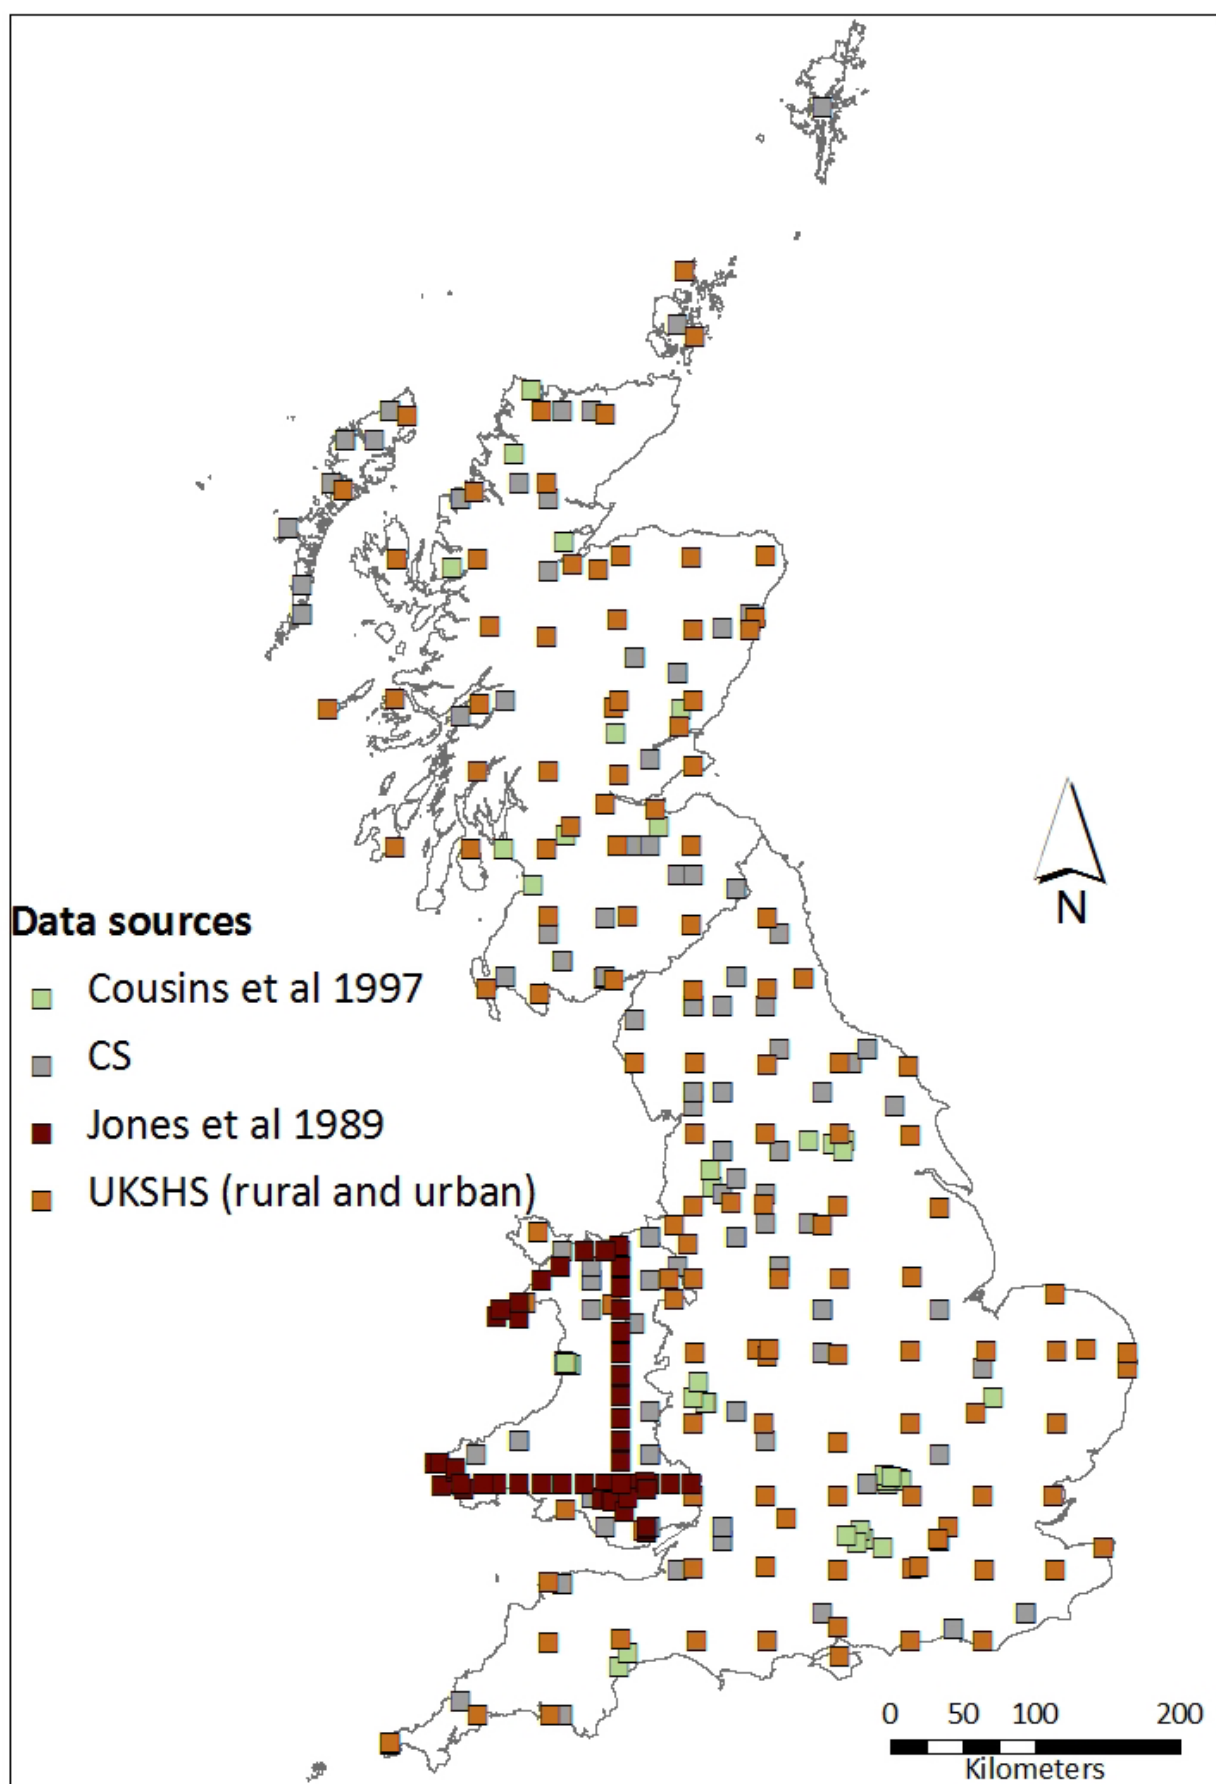 Data sources
Cousins et al 1997
CS
Jones et al 1989
UKSHS (rural and urban)
N
0 50 100 200
Kilometers